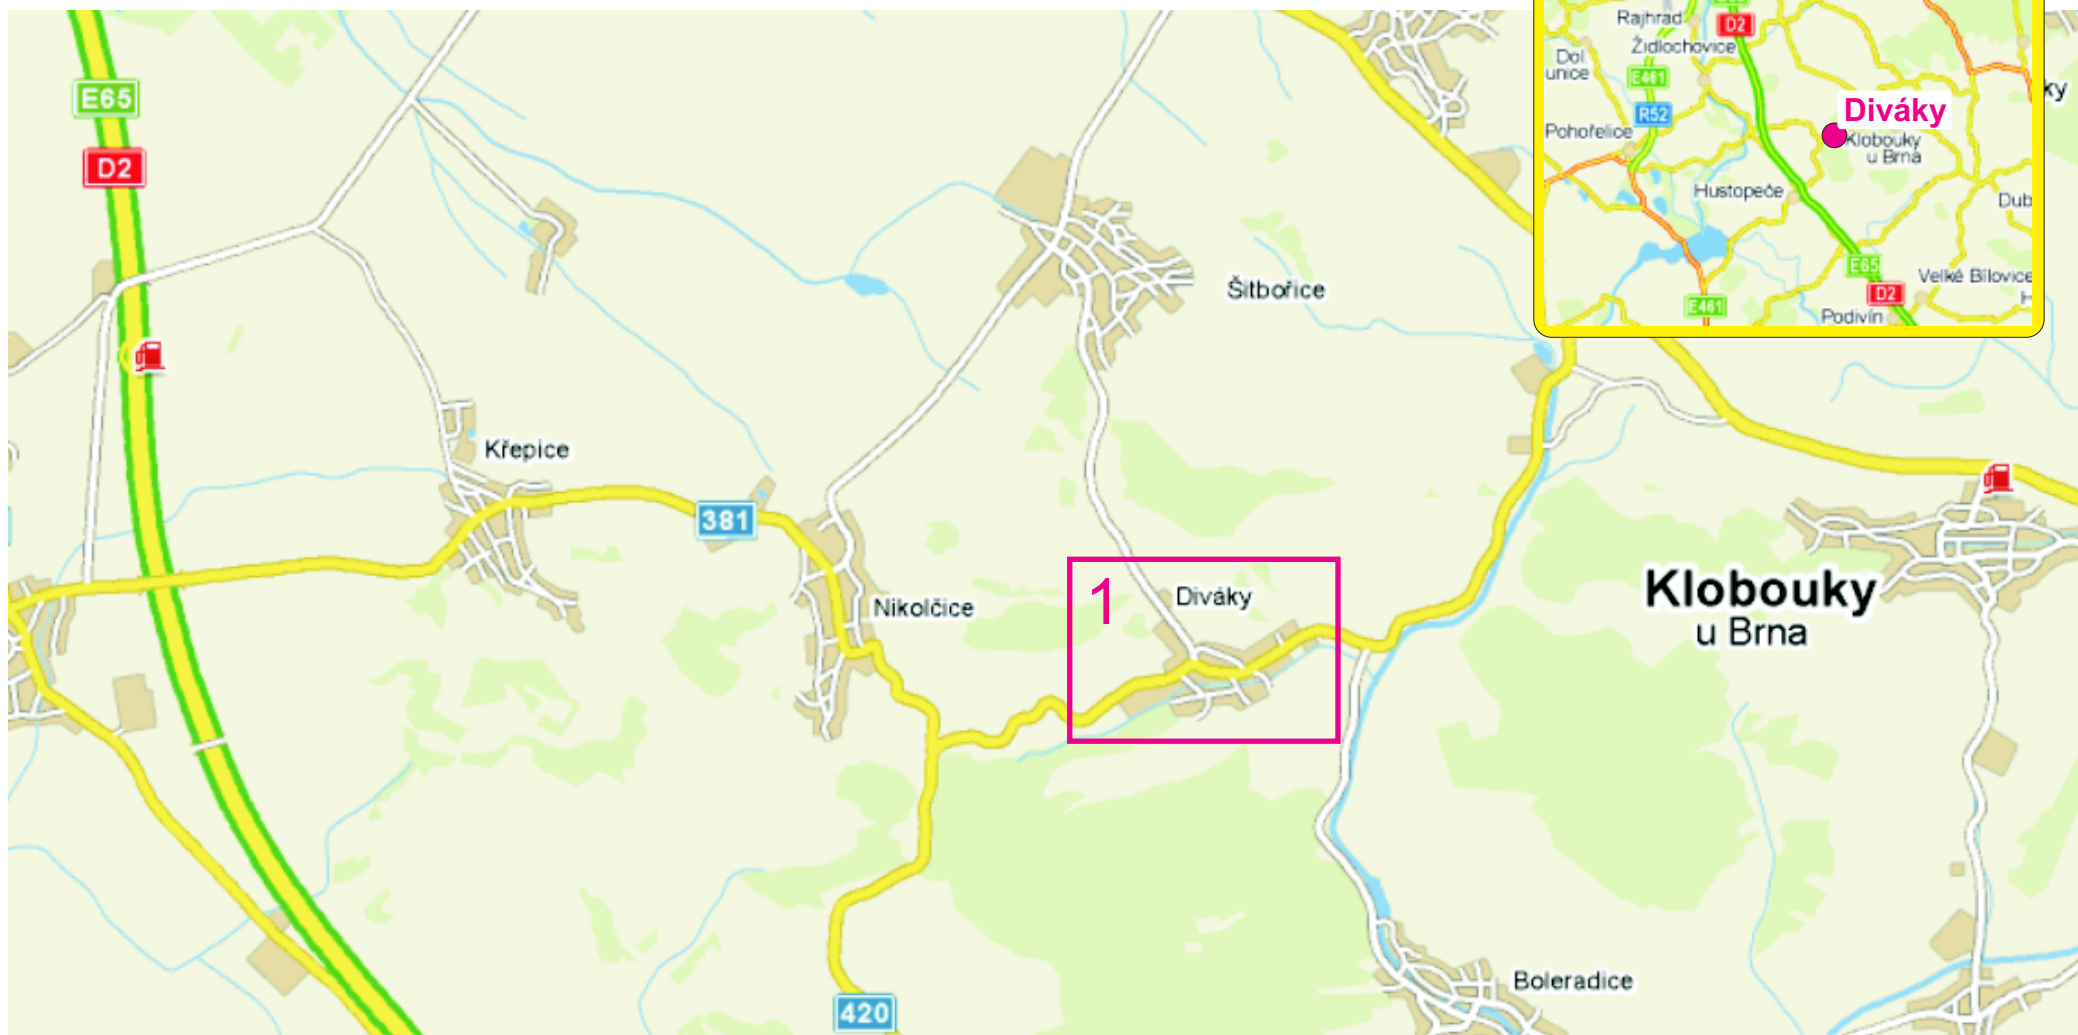 Rajhrad
D2
Židlochovice
Dol.
unice
E461
ky
R52
Diváky
Pohořelice
Klobouky
u Brna
Hustopeče
Dub
E65
Velké Bílovice
D2
H
E461
Podivín
E65
D2
Šitbořice
Křepice
381
1
Diváky
Nikolčice
Klobouky
u Brna
Boleradice
420